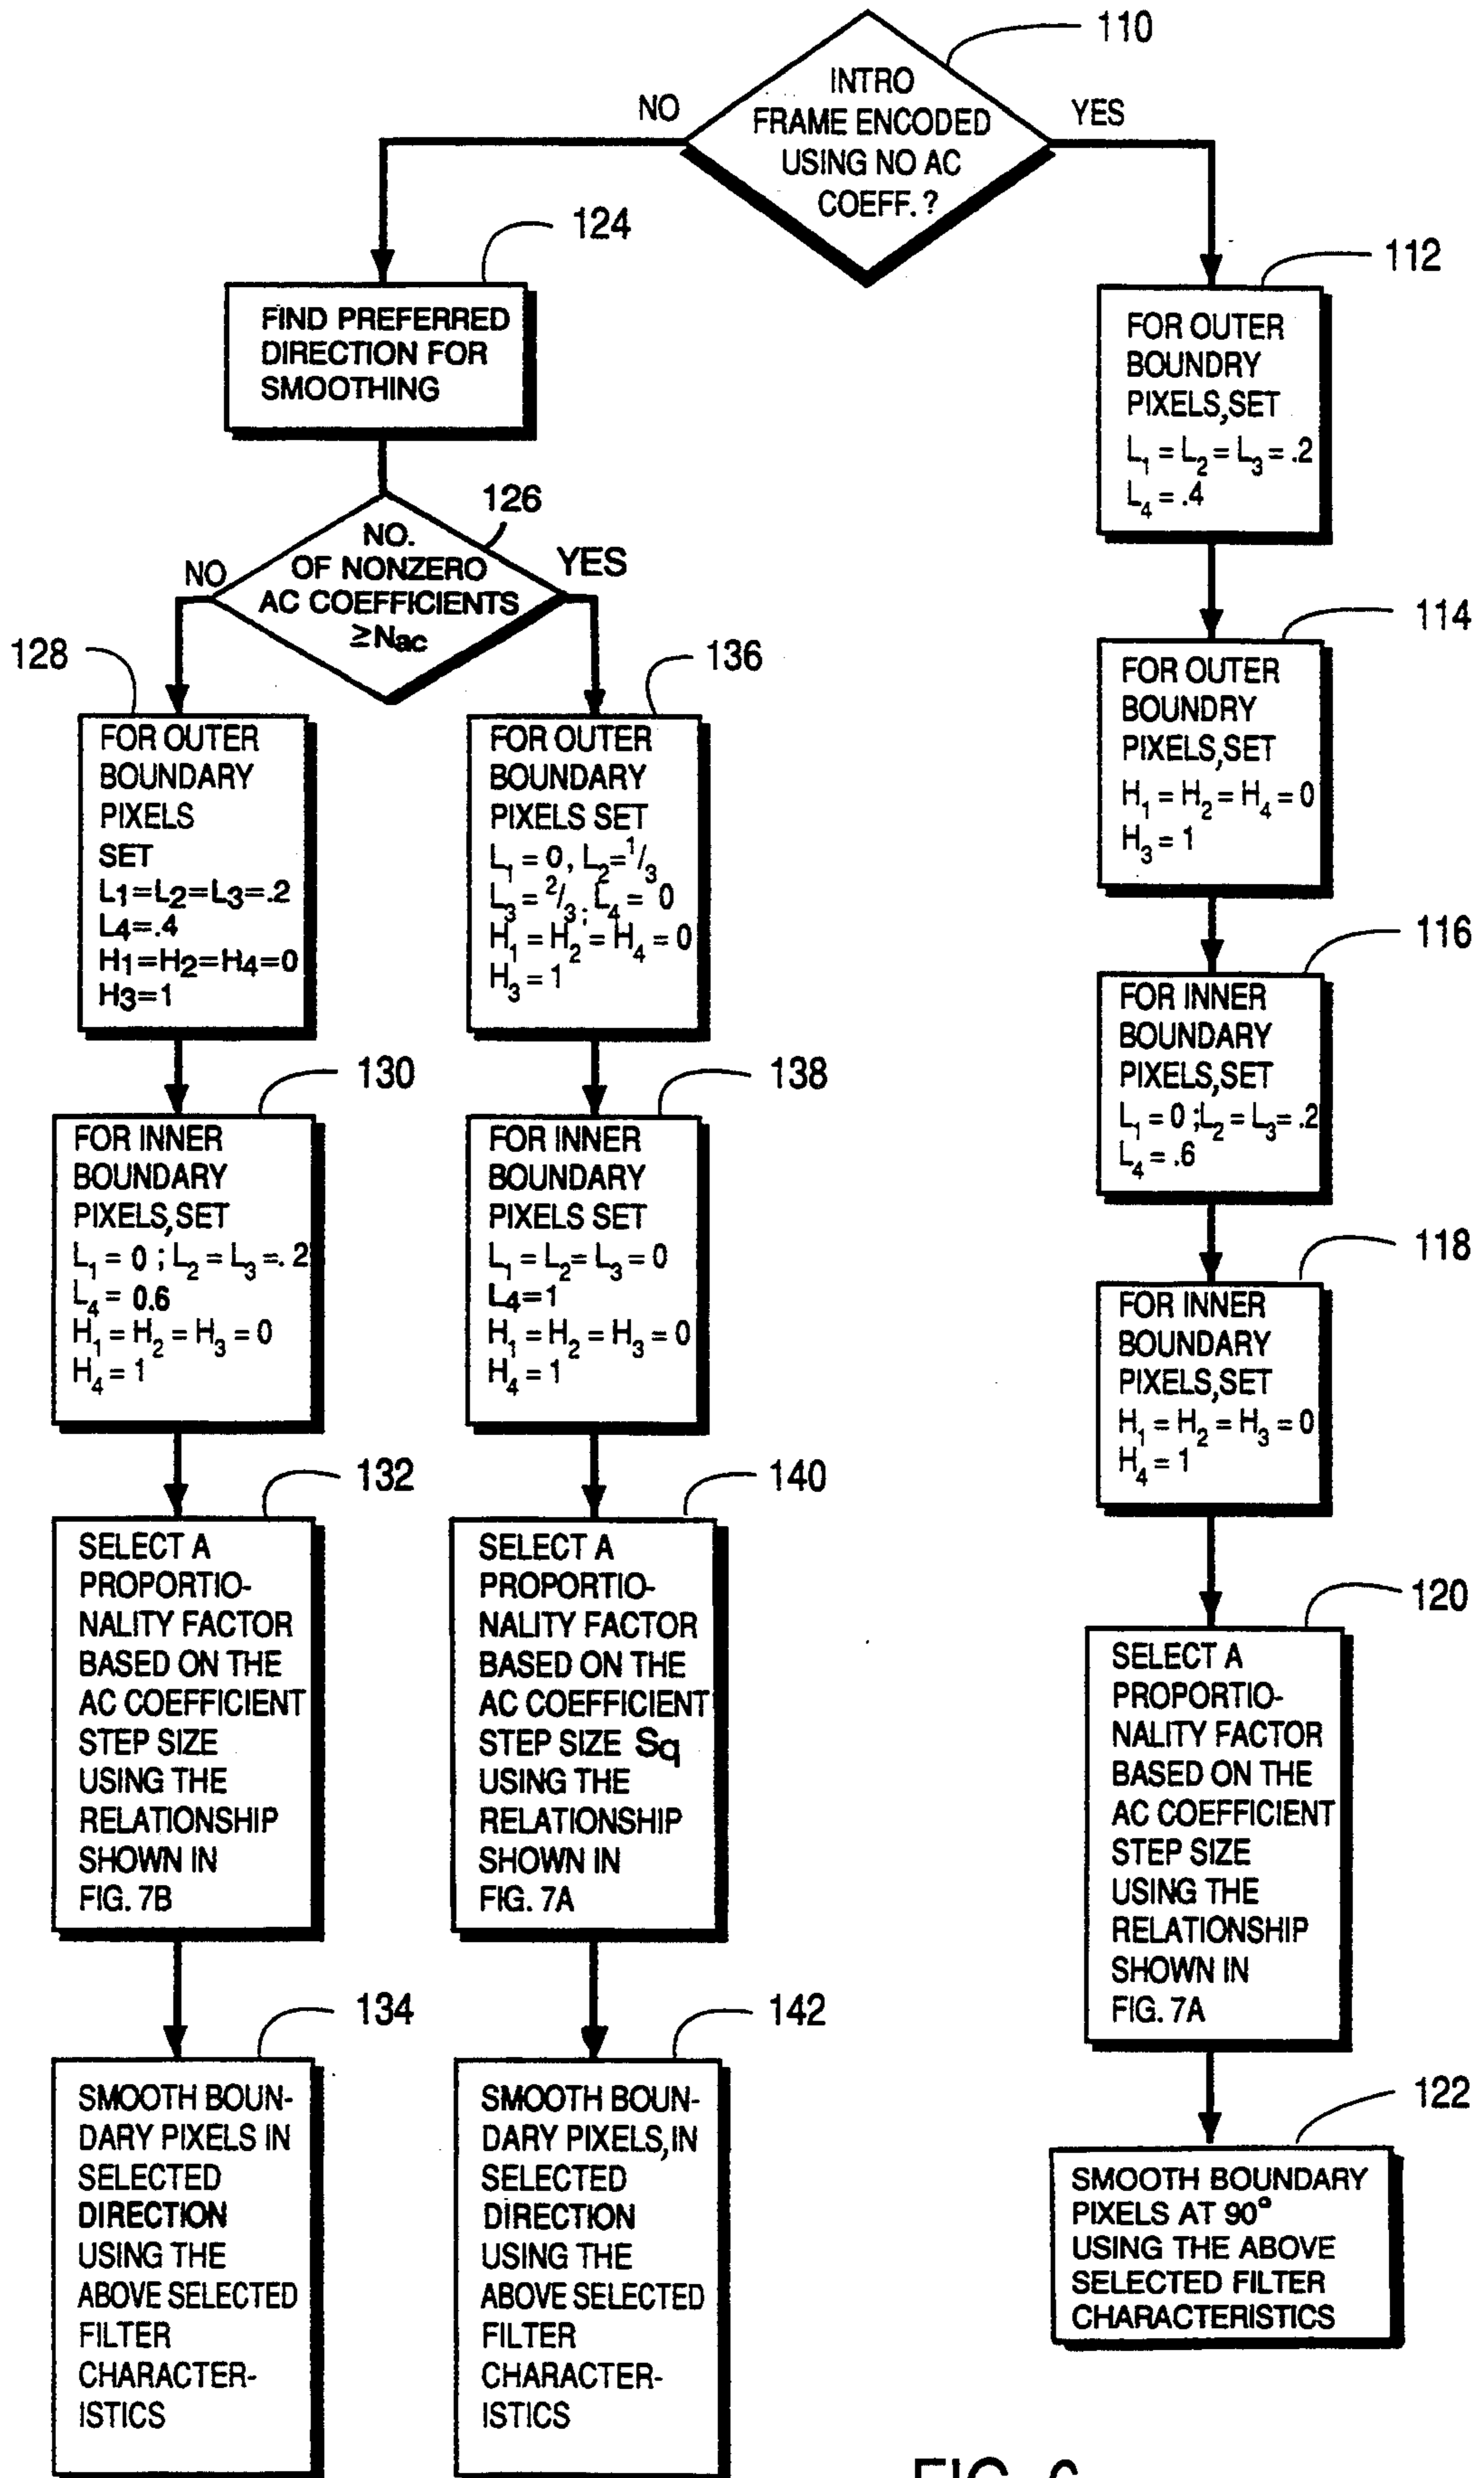 110
INTRO
FRAME ENCODED
USING NO AC
COEFF. ?
NO
YES
124
FIND PREFERRED
DIRECTION FOR
SMOOTHING
126
NO.
OF NONZERO
AC COEFFICIENTS
≥Nac
NO
YES
128
FOR OUTER
BOUNDARY
PIXELS
SET
L1=L2=L3=.2
L4=.4
H1=H2=H4=0
H3=1
130
FOR INNER
BOUNDARY
PIXELS,SET
L1 = 0 ; L2 = L3 =. 2
L4 = 0.6
H1 = H2 = H3 = 0
H4 = 1
132
SELECT A
PROPORTIO-
NALITY FACTOR
BASED ON THE
AC COEFFICIENT
STEP SIZE
USING THE
RELATIONSHIP
SHOWN IN
FIG. 7B
134
SMOOTH BOUN-
DARY PIXELS IN
SELECTED
DIRECTION
USING THE
ABOVE SELECTED
FILTER
CHARACTER-
ISTICS
136
FOR OUTER
BOUNDARY
PIXELS SET
L1 = 0, L2=1/3
L3 = 2/3; L4 = 0
H1 = H2 = H4 = 0
H3 = 1
138
FOR INNER
BOUNDARY
PIXELS SET
L1 = L2= L3 = 0
L4=1
H1 = H2 = H3 = 0
H4 = 1
140
SELECT A
PROPORTIO-
NALITY FACTOR
BASED ON THE
AC COEFFICIENT
STEP SIZE Sq
USING THE
RELATIONSHIP
SHOWN IN
FIG. 7A
142
SMOOTH BOUN-
DARY PIXELS,IN
SELECTED
DIRECTION
USING THE
ABOVE SELECTED
FILTER
CHARACTER-
ISTICS
112
FOR OUTER
BOUNDRY
PIXELS,SET
L1 = L2 = L3 = .2
L4 = .4
114
FOR OUTER
BOUNDRY
PIXELS,SET
H1 = H2 = H4 = 0
H3 = 1
116
FOR INNER
BOUNDARY
PIXELS,SET
L1 = 0 ;L2 = L3= .2
L4 = .6
118
FOR INNER
BOUNDARY
PIXELS,SET
H1 = H2 = H3 = 0
H4 = 1
120
SELECT A
PROPORTIO-
NALITY FACTOR
BASED ON THE
AC COEFFICIENT
STEP SIZE
USING THE
RELATIONSHIP
SHOWN IN
FIG. 7A
122
SMOOTH BOUNDARY
PIXELS AT 90°
USING THE ABOVE
SELECTED FILTER
CHARACTERISTICS
FIG. 6